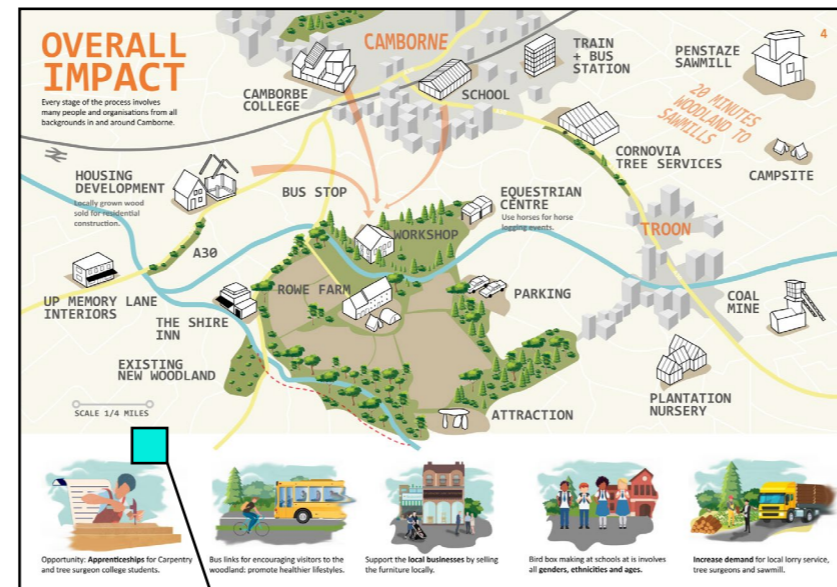 OVERALL
IMPACT
Every stage of the process involves
many people and organisations from all
backgrounds in and around Camborne.
4
CAMBORNE
CAMBORBE
COLLEGE
SCHOOL
TRAIN
+ BUS
STATION
PENSTAZE
SAWMILL
20 MINUTES
WOODLAND TO
SAWMILLS
CORNOVIA
TREE SERVICES
CAMPSITE
HOUSING
DEVELOPMENT
Locally grown wood
sold for residential
construction.
BUS STOP
EQUESTRIAN
CENTRE
Use horses for horse
logging events.
WORKSHOP
TROON
A30
ROWE FARM
UP MEMORY LANE
INTERIORS
PARKING
COAL
MINE
THE SHIRE
INN
EXISTING
NEW WOODLAND
PLANTATION
NURSERY
SCALE 1/4 MILES
ATTRACTION
Opportunity: Apprenticeships for Carpentry
and tree surgeon college students.
Bus links for encouraging visitors to the
woodland; promote healthier lifestyles.
Support the local businesses by selling
the furniture locally.
Bird box making at schools at is involves
all genders, ethnicities and ages.
Increase demand for local lorry service,
tree surgeons and sawmill.